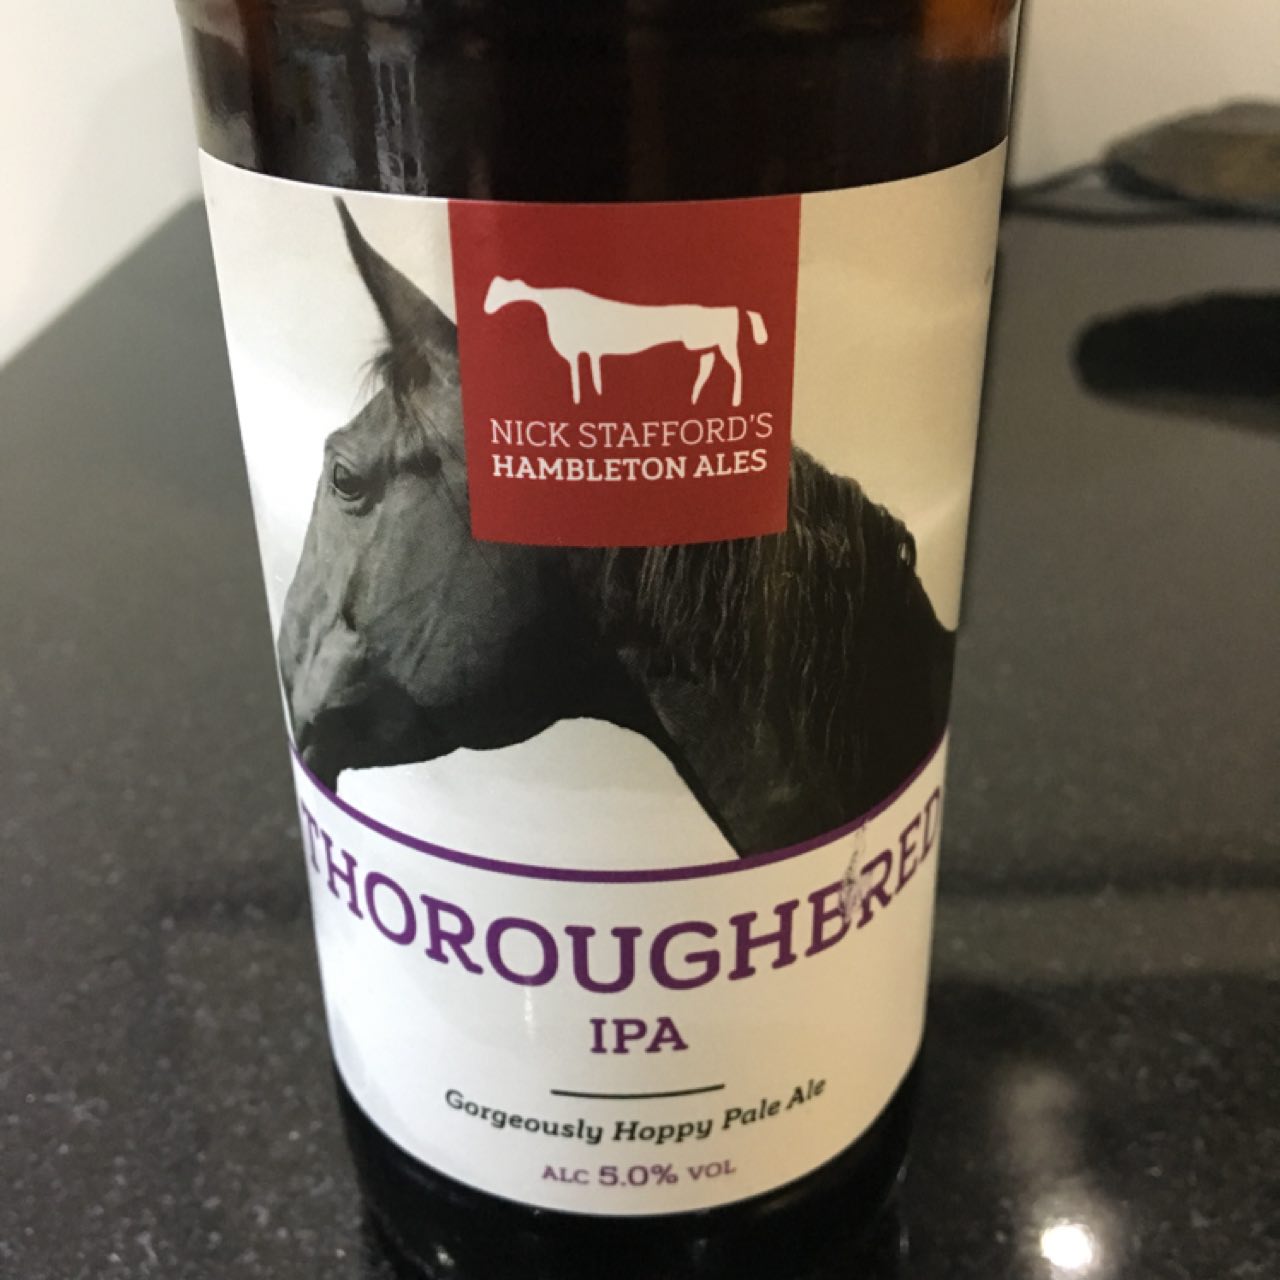 NICK STAFFORD'S
HAMBLETON ALES
THOROUGHBRED
IPA
Gorgeously Hoppy Pale Ale
ALC 5.0% VOL